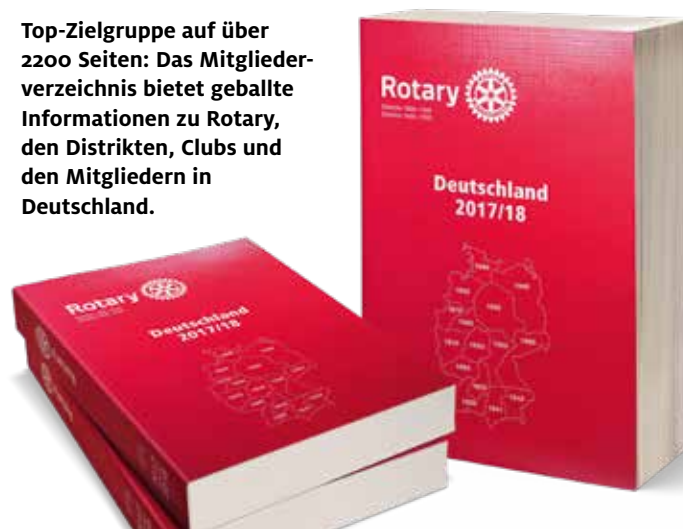 Top-Zielgruppe auf über
2200 Seiten: Das Mitglieder-
verzeichnis bietet geballte
Informationen zu Rotary,
den Distrikten, Clubs und
den Mitgliedern in
Deutschland.
Rotary
Deutschland
2017/18
Rotary
Deutschland
2017/18